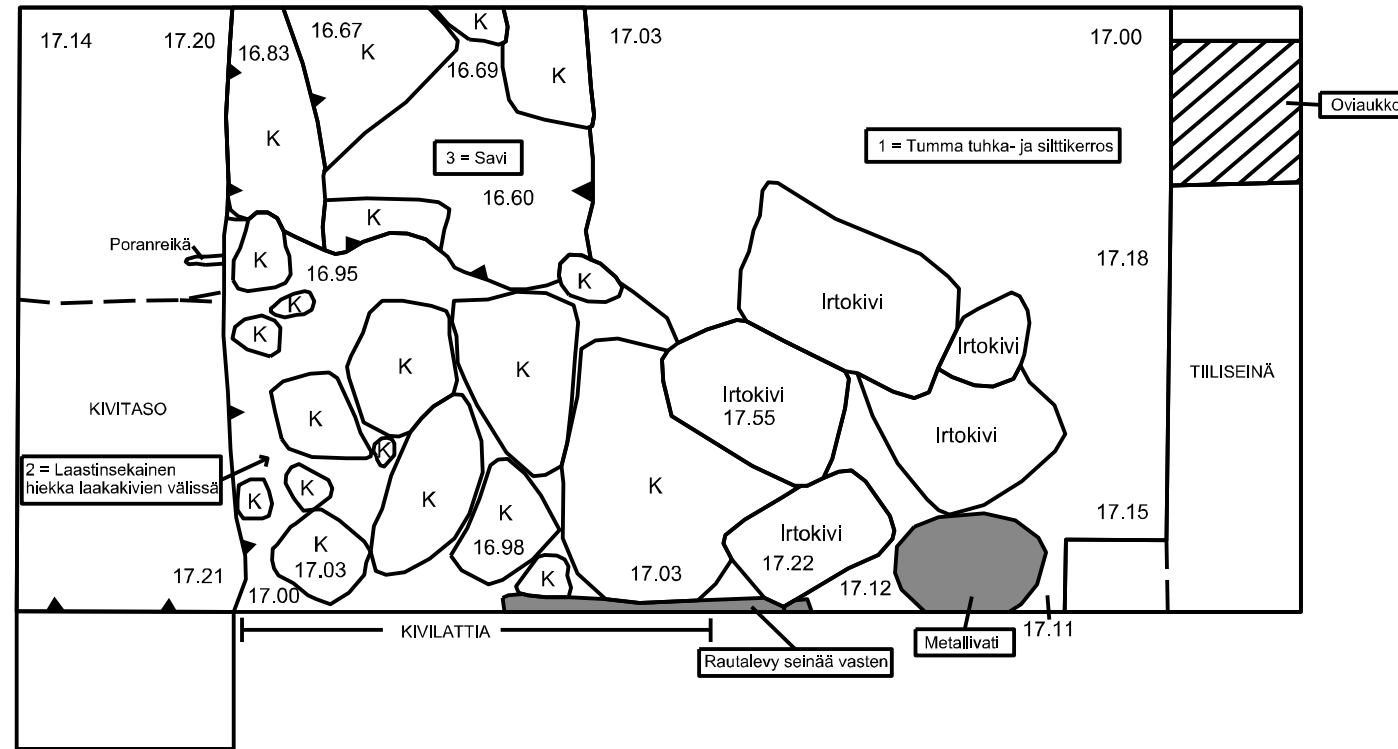 17.14
17.20
16.83
16.67
K
K
16.69
K
17.03
17.00
Oviaukko
K
3 = Savi
1 = Tumma tuhka- ja silttikerros
16.60
K
Poranreikä
K
16.95
K
17.18
Irtokivi
K
K
K
K
Irtokivi
TIILISEINÄ
KIVITASO
K
Irtokivi
17.55
Irtokivi
K
2 = Laastinsekainen
hiekka laakakivien välissä
K
K
K
K
K
16.98
17.15
Irtokivi
17.22
K
17.03
17.21
17.00
K
17.03
17.12
17.11
KIVILATTIA
Rautalevy seinää vasten
Metallivati